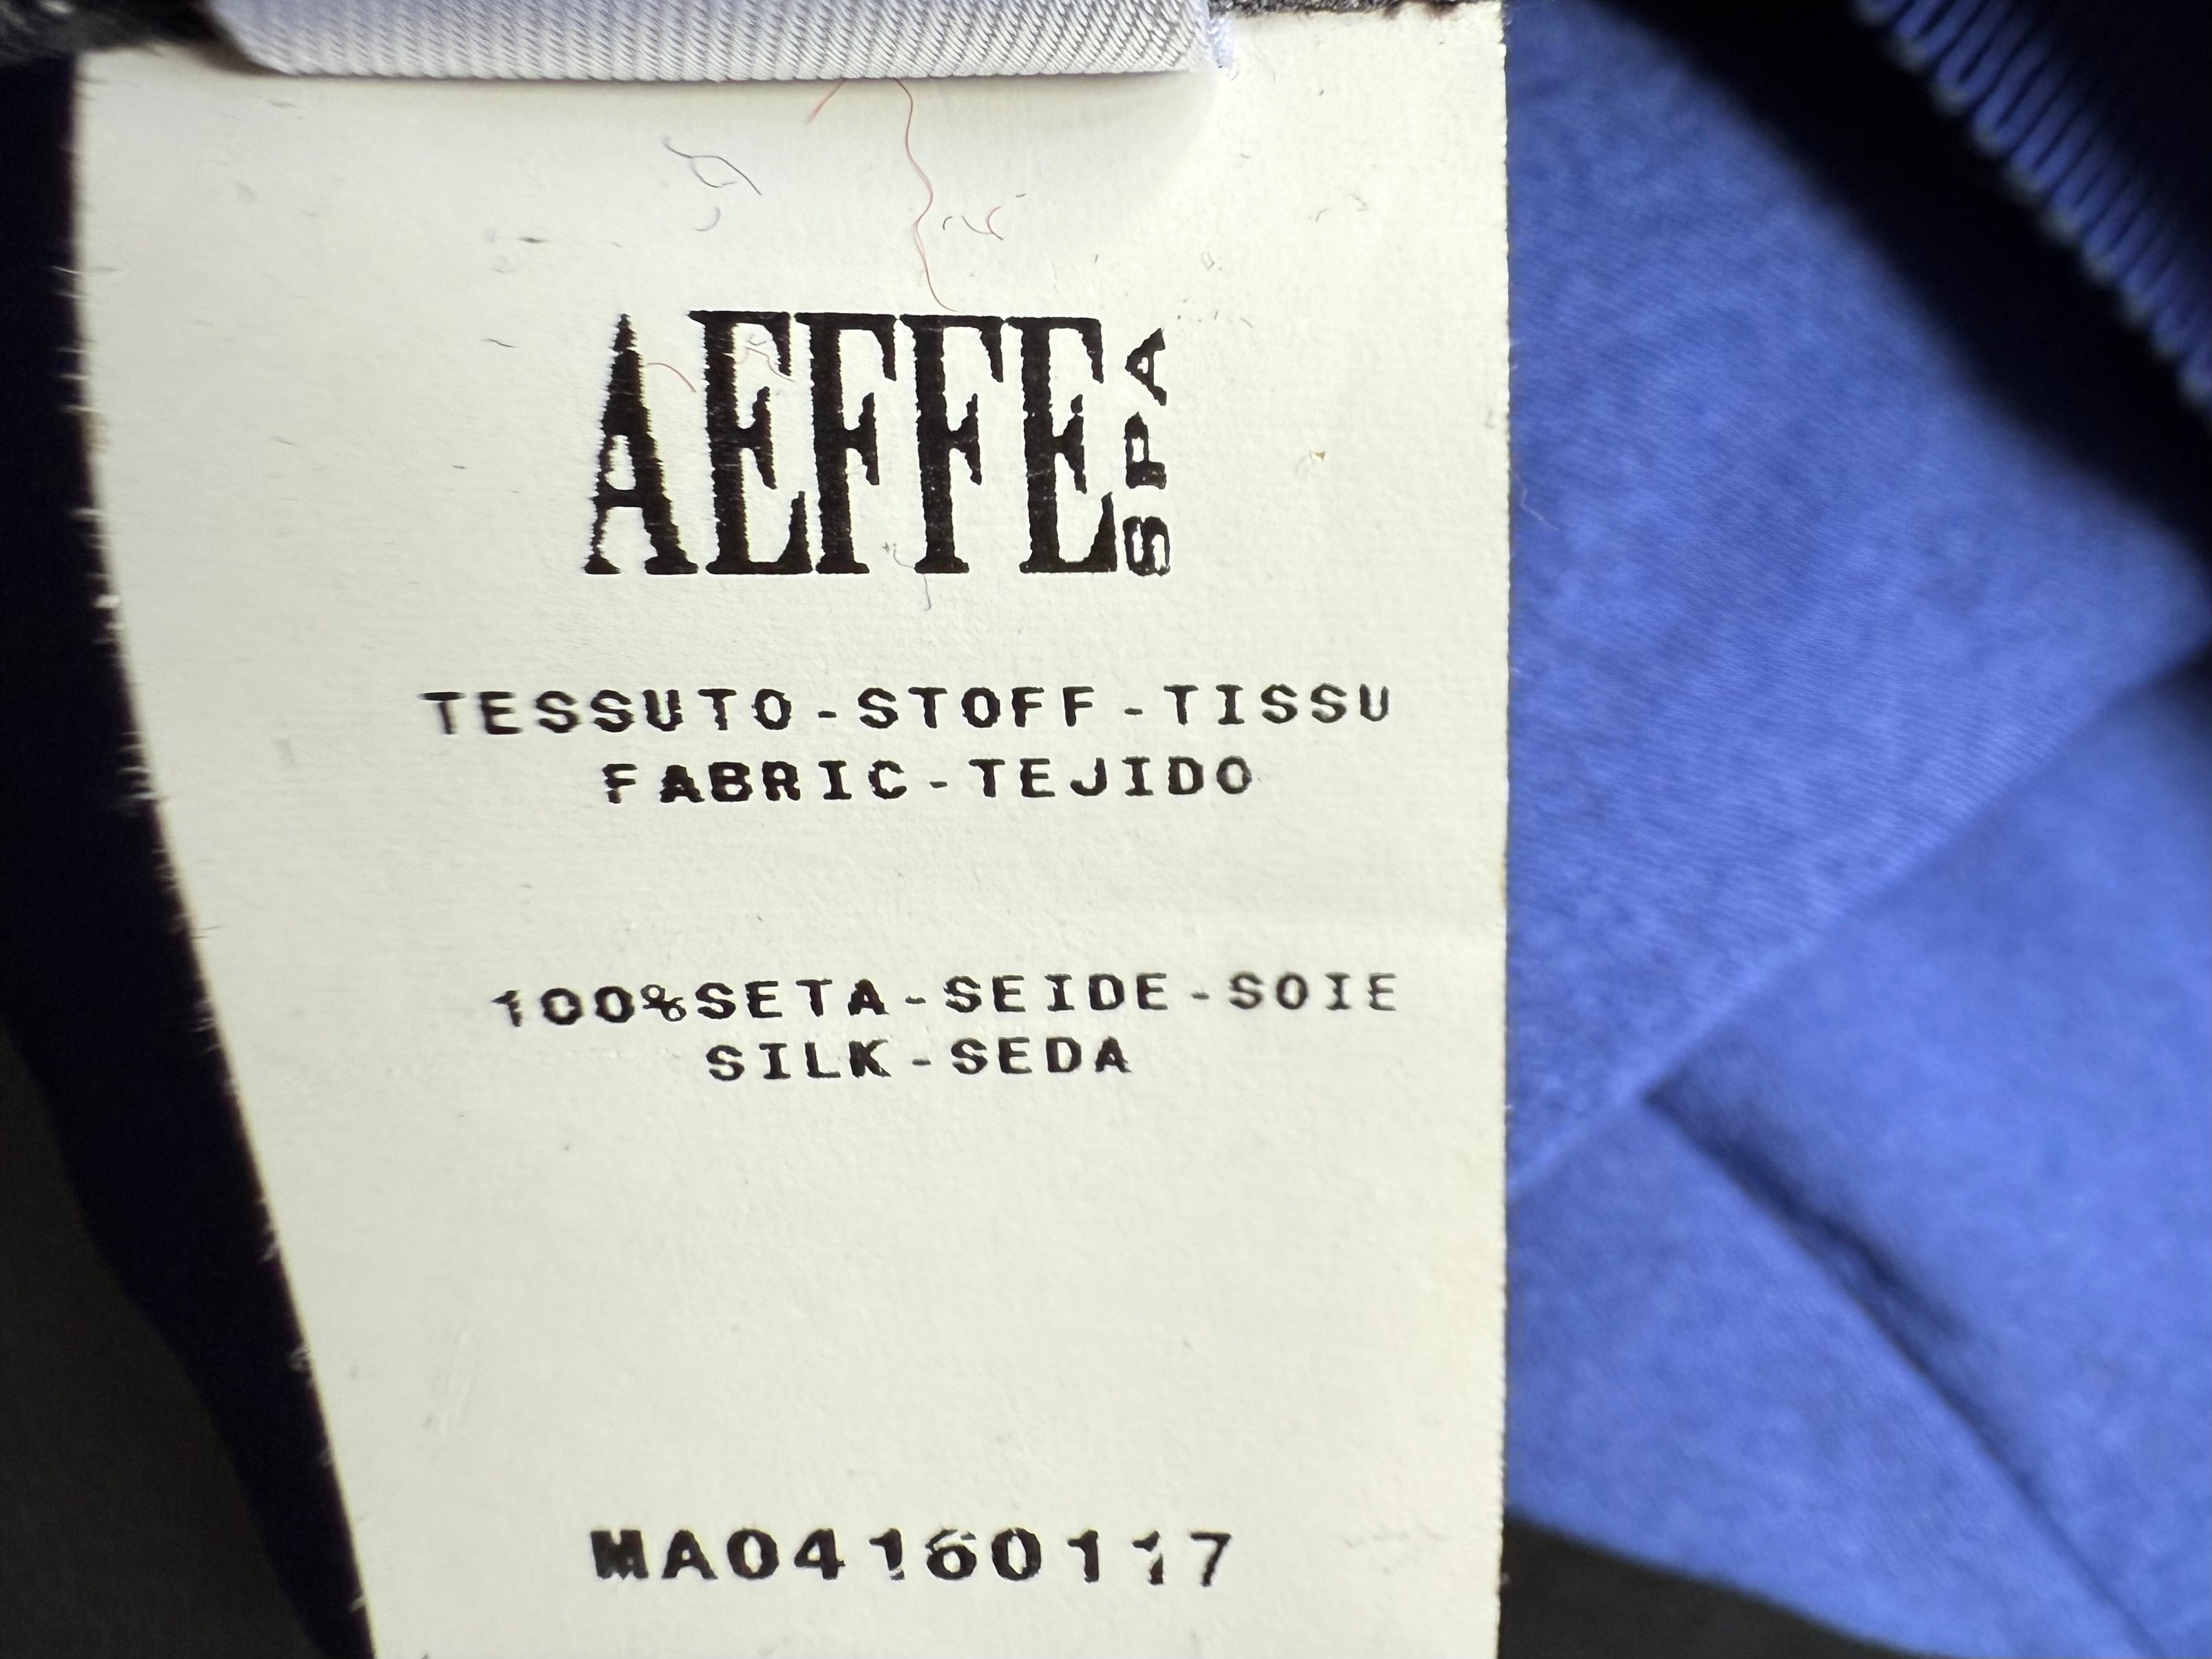 AEFFE SPA
TESSUTO-STOFF-TISSU
FABRIC-TEJIDO
100%SETA-SEIDE-SOIE
SILK-SEDA
MA04160117